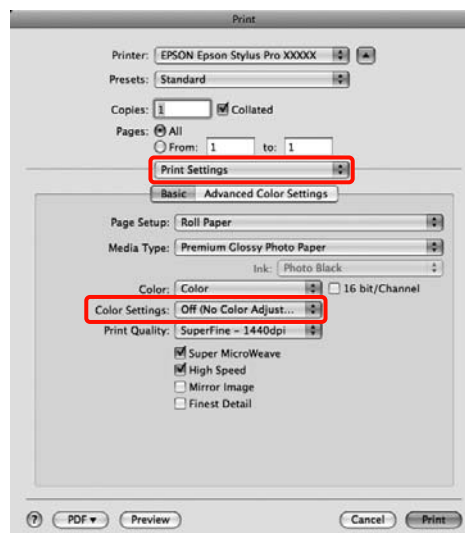 Print
Printer: EPSON Epson Stylus Pro XXXXX
Presets: Standard
Copies: 1 Collated
Pages: All
From: 1 to: 1
Print Settings
Basic Advanced Color Settings
Page Setup: Roll Paper
Media Type: Premium Glossy Photo Paper
Ink: Photo Black
Color: Color 16 bit/Channel
Color Settings: Off (No Color Adjust...
Print Quality: SuperFine - 1440dpi
Super MicroWeave
High Speed
Mirror Image
Finest Detail
? PDF Preview Cancel Print